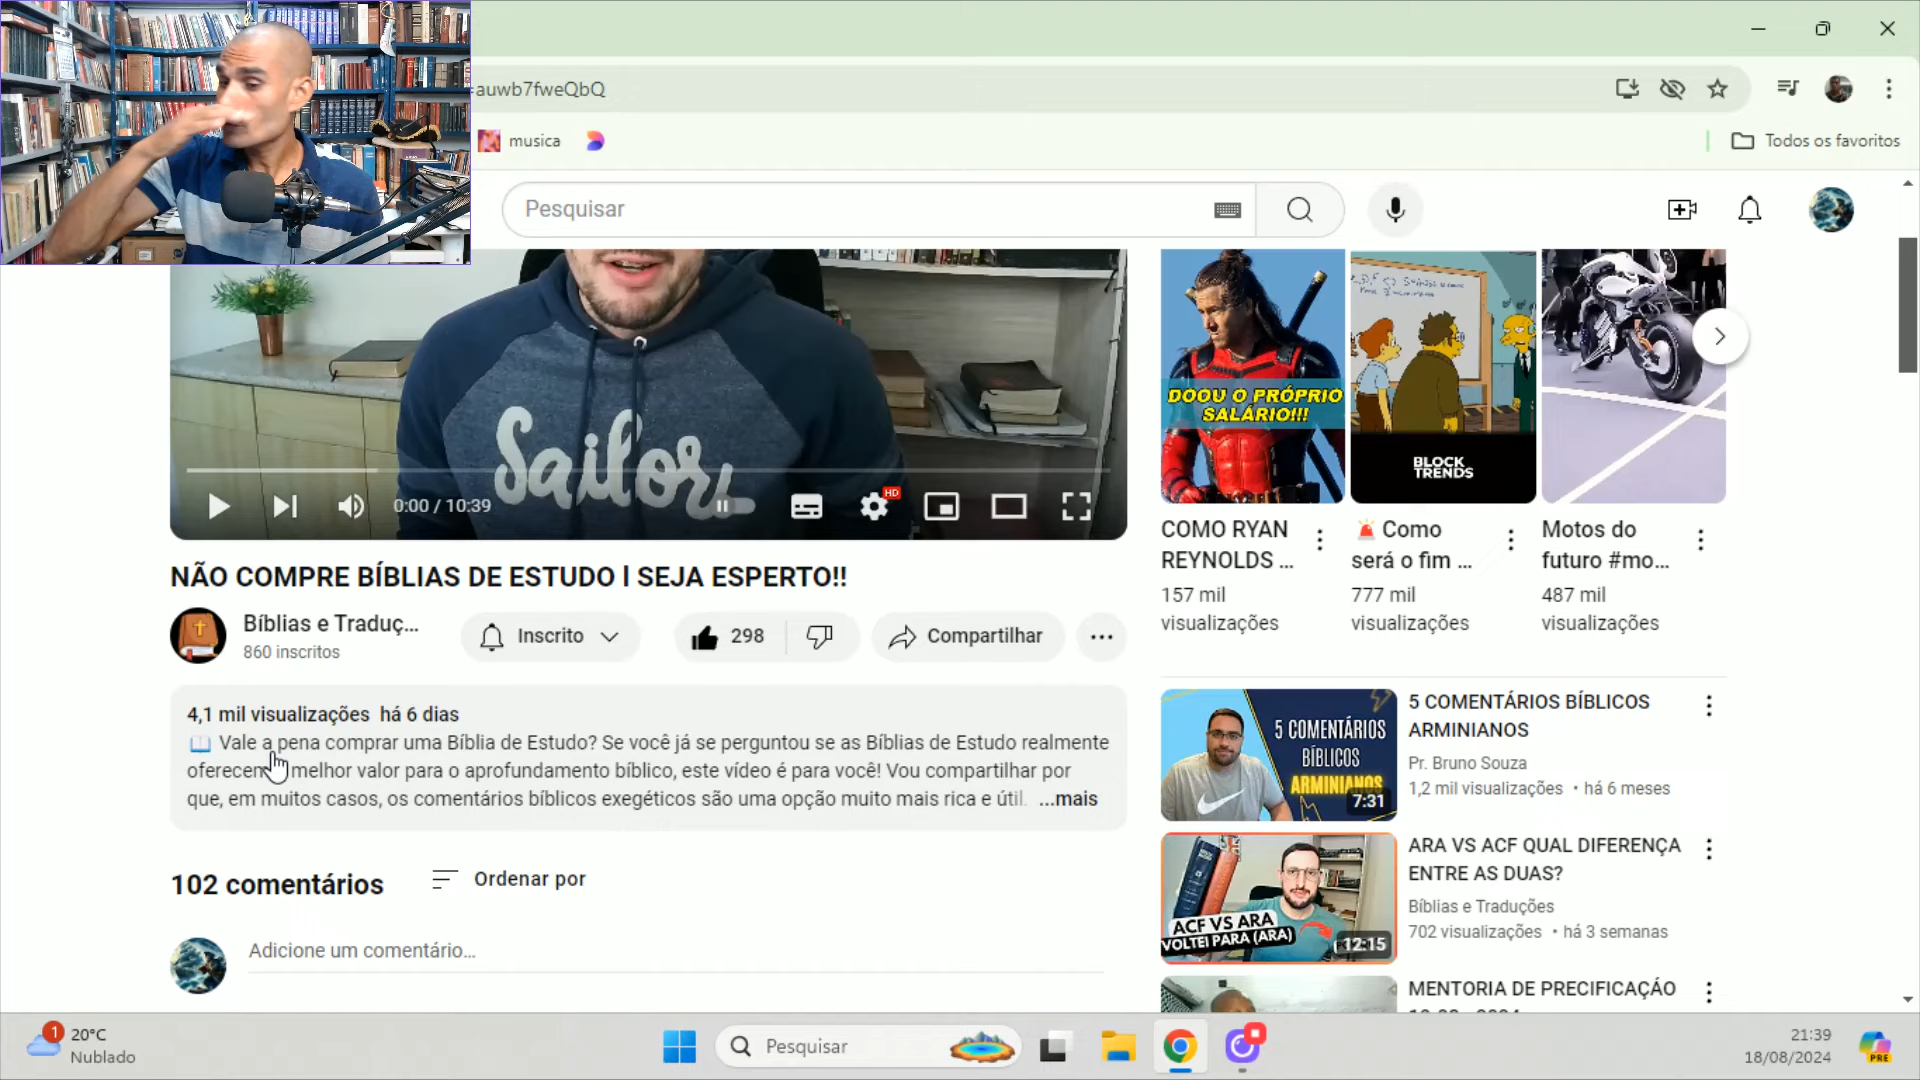 auwb7fweQbQ
musica
Todos os favoritos
Pesquisar
Sailor
0:00 / 10:39
HD
NÃO COMPRE BÍBLIAS DE ESTUDO l SEJA ESPERTO!!
Bíblias e Traduç...
860 inscritos
Inscrito
298
Compartilhar
4,1 mil visualizações há 6 dias
Vale a pena comprar uma Bíblia de Estudo? Se você já se perguntou se as Bíblias de Estudo realmente
oferecem melhor valor para o aprofundamento bíblico, este vídeo é para você! Vou compartilhar por
que, em muitos casos, os comentários bíblicos exegéticos são uma opção muito mais rica e útil. ...mais
102 comentários
Ordenar por
Adicione um comentário...
DOOU O PRÓPRIO
SALÁRIO!!!
BLOCK
TRENDS
COMO RYAN
REYNOLDS ...
157 mil
visualizações
Como
será o fim ...
777 mil
visualizações
Motos do
futuro #mo...
487 mil
visualizações
5 COMENTÁRIOS
BÍBLICOS
ARMINIANOS
7:31
5 COMENTÁRIOS BÍBLICOS
ARMINIANOS
Pr. Bruno Souza
1,2 mil visualizações • há 6 meses
ACF VS ARA
VOLTEI PARA (ARA)
12:15
ARA VS ACF QUAL DIFERENÇA
ENTRE AS DUAS?
Bíblias e Traduções
702 visualizações • há 3 semanas
MENTORIA DE PRECIFICAÇÃO
1
20°C
Nublado
Pesquisar
21:39
18/08/2024
PRE